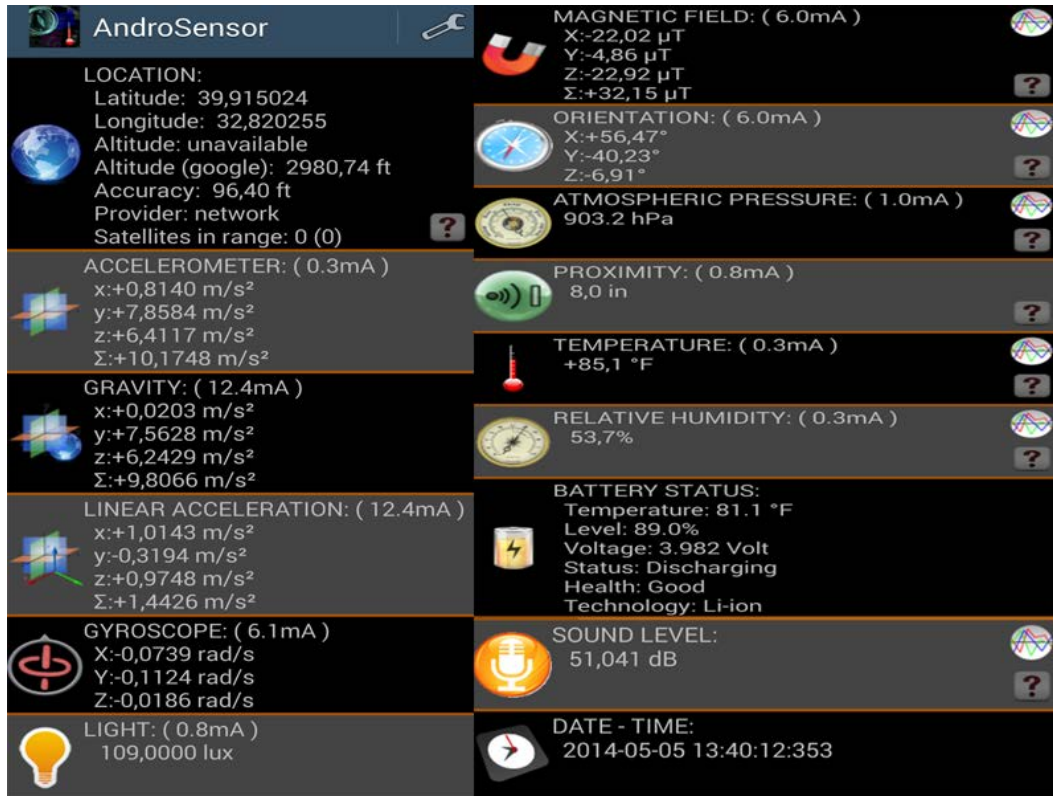 AndroSensor
LOCATION:
Latitude: 39,915024
Longitude: 32,820255
Altitude: unavailable
Altitude (google): 2980,74 ft
Accuracy: 96,40 ft
Provider: network
Satellites in range: 0 (0)
?
ACCELEROMETER: ( 0.3mA )
x:+0,8140 m/s²
y:+7,8584 m/s²
z:+6,4117 m/s²
Σ:+10,1748 m/s²
GRAVITY: ( 12.4mA )
x:+0,0203 m/s²
y:+7,5628 m/s²
z:+6,2429 m/s²
Σ:+9,8066 m/s²
LINEAR ACCELERATION: ( 12.4mA )
x:+1,0143 m/s²
y:-0,3194 m/s²
z:+0,9748 m/s²
Σ:+1,4426 m/s²
GYROSCOPE: ( 6.1mA )
X:-0,0739 rad/s
Y:-0,1124 rad/s
Z:-0,0186 rad/s
LIGHT: ( 0.8mA )
109,0000 lux
MAGNETIC FIELD: ( 6.0mA )
X:-22,02 µT
Y:-4,86 µT
Z:-22,92 µT
Σ:+32,15 µT
?
ORIENTATION: ( 6.0mA )
X:+56,47°
Y:-40,23°
Z:-6,91°
?
ATMOSPHERIC PRESSURE: ( 1.0mA )
903.2 hPa
?
PROXIMITY: ( 0.8mA )
8,0 in
?
TEMPERATURE: ( 0.3mA )
+85,1 °F
?
RELATIVE HUMIDITY: ( 0.3mA )
53,7%
?
BATTERY STATUS:
Temperature: 81.1 °F
Level: 89.0%
Voltage: 3.982 Volt
Status: Discharging
Health: Good
Technology: Li-ion
SOUND LEVEL:
51,041 dB
?
DATE - TIME:
2014-05-05 13:40:12:353